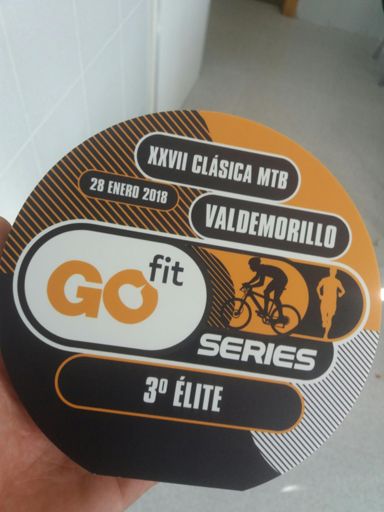 XXVII CLÁSICA MTB
28 ENERO 2018
VALDEMORILLO
GO fit
SERIES
3º ÉLITE